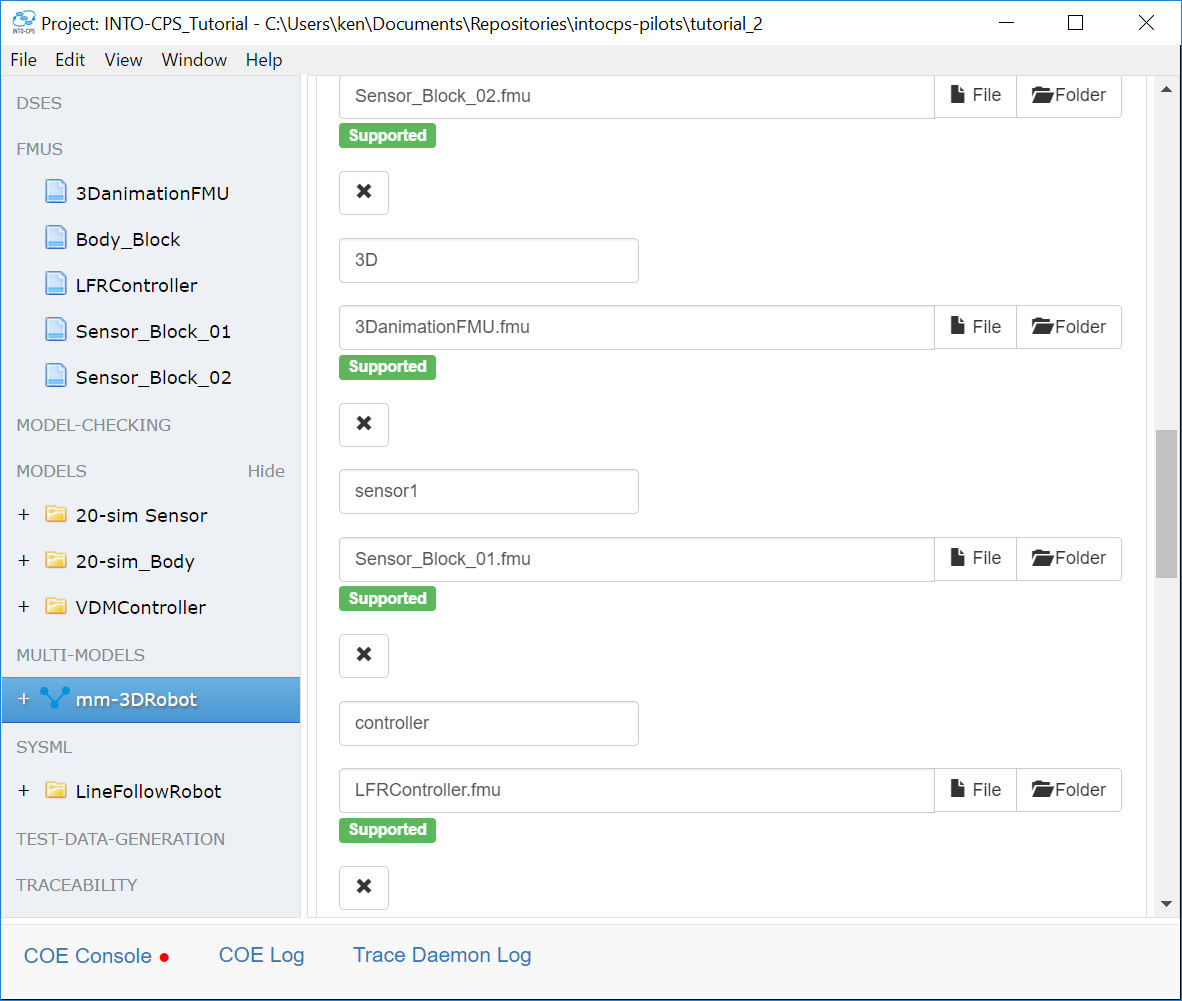 INTO-CPS
Project: INTO-CPS_Tutorial - C:\Users\ken\Documents\Repositories\intocps-pilots\tutorial_2
File Edit View Window Help
DSES
FMUS
3DanimationFMU
Body_Block
LFRController
Sensor_Block_01
Sensor_Block_02
MODEL-CHECKING
MODELS Hide
+ 20-sim Sensor
+ 20-sim_Body
+ VDMController
MULTI-MODELS
+ mm-3DRobot
SYSML
+ LineFollowRobot
TEST-DATA-GENERATION
TRACEABILITY
Sensor_Block_02.fmu File Folder
Supported
3D
3DanimationFMU.fmu File Folder
Supported
sensor1
Sensor_Block_01.fmu File Folder
Supported
controller
LFRController.fmu File Folder
Supported
COE Console COE Log Trace Daemon Log